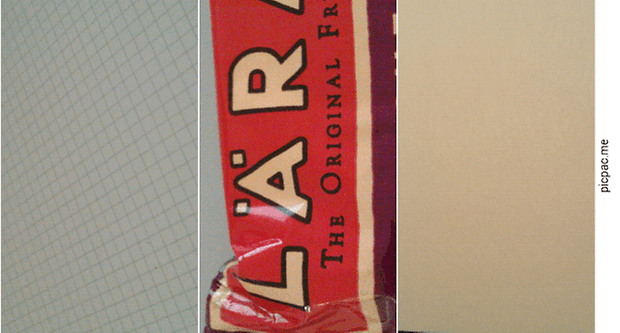 LÄRA
THE ORIGINAL FR
picpac.me